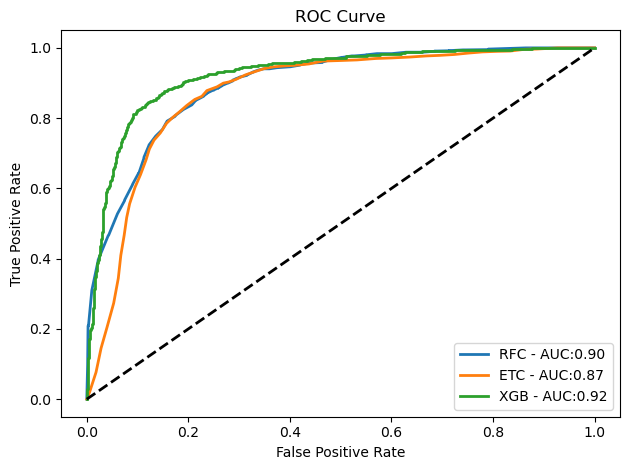 ROC Curve
True Positive Rate
1.0
0.8
0.6
0.4
0.2
0.0
0.0 0.2 0.4 0.6 0.8 1.0
False Positive Rate
RFC - AUC:0.90
ETC - AUC:0.87
XGB - AUC:0.92